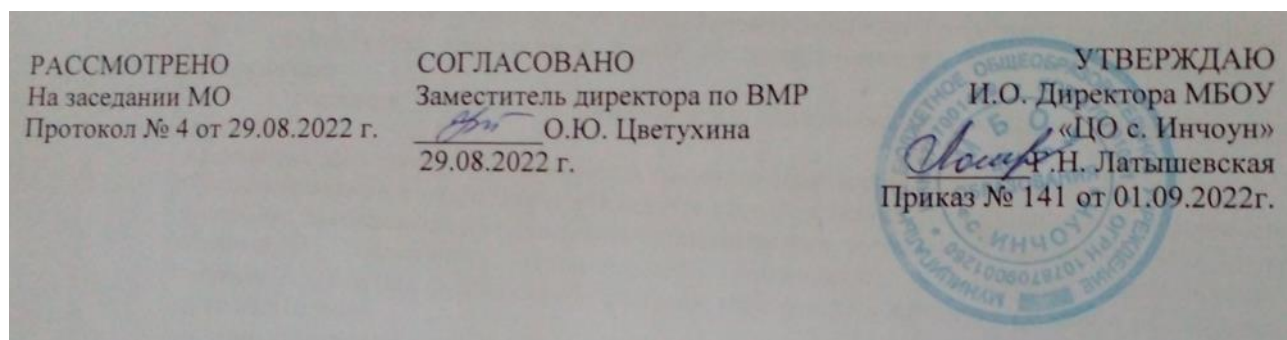 РАССМОТРЕНО
На заседании МО
Протокол № 4 от 29.08.2022 г.
СОГЛАСОВАНО
Заместитель директора по ВМР
О.Ю. Цветухина
29.08.2022 г.
УТВЕРЖДАЮ
И.О. Директора МБОУ
«ЦО с. Инчоун»
Г.Н. Латышевская
Приказ № 141 от 01.09.2022г.
с. ИНЧОУН